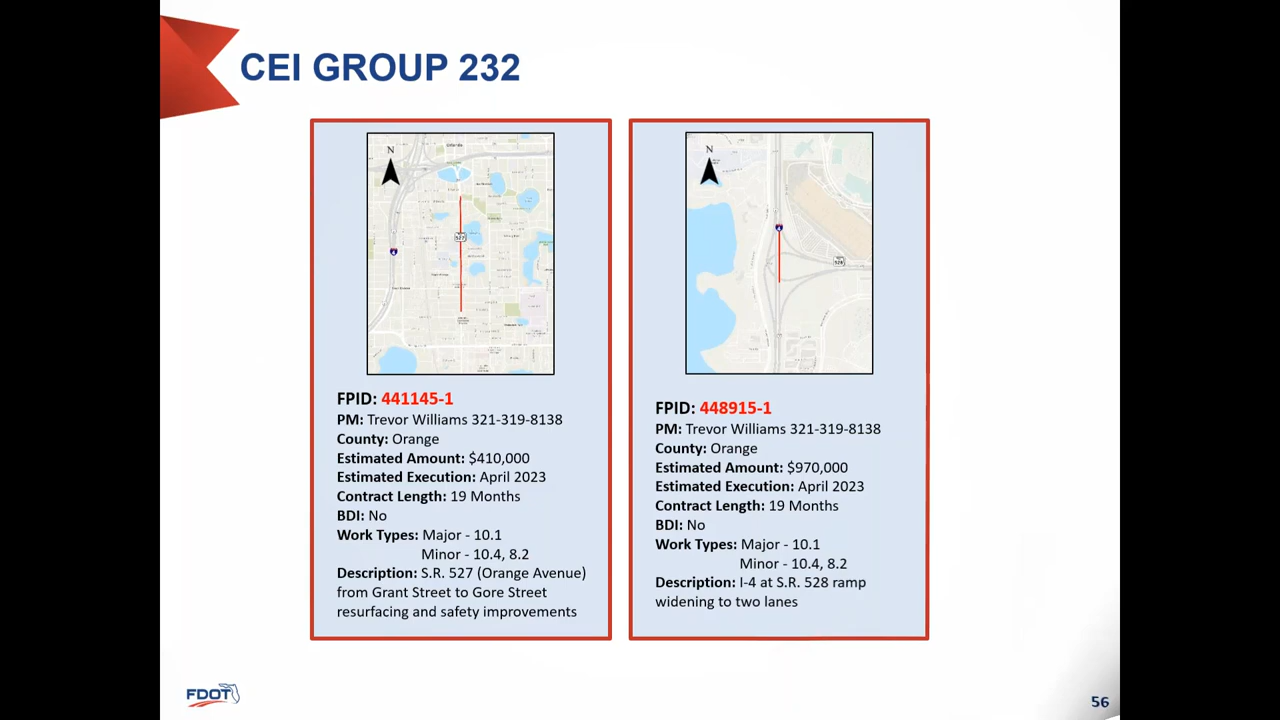 CEI GROUP 232
N
527
4
FPID: 441145-1
PM: Trevor Williams 321-319-8138
County: Orange
Estimated Amount: $410,000
Estimated Execution: April 2023
Contract Length: 19 Months
BDI: No
Work Types: Major - 10.1
Minor - 10.4, 8.2
Description: S.R. 527 (Orange Avenue)
from Grant Street to Gore Street
resurfacing and safety improvements
N
4
528
FPID: 448915-1
PM: Trevor Williams 321-319-8138
County: Orange
Estimated Amount: $970,000
Estimated Execution: April 2023
Contract Length: 19 Months
BDI: No
Work Types: Major - 10.1
Minor - 10.4, 8.2
Description: I-4 at S.R. 528 ramp
widening to two lanes
FDOT
56